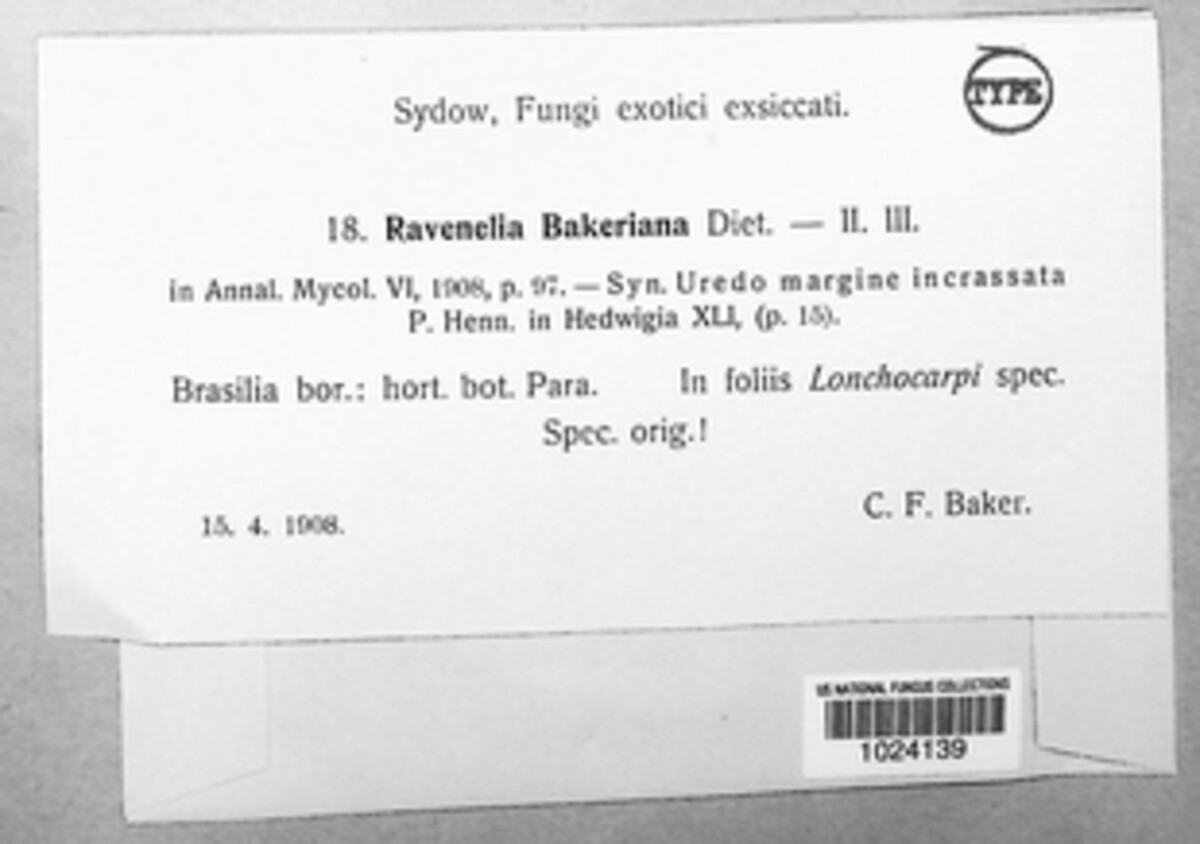 TYPE
Sydow, Fungi exotici exsiccati.
18. Ravenelia Bakeriana Diet. — II. III.
in Annal. Mycol. VI, 1908, p. 97. — Syn. Uredo margine incrassata
P. Henn. in Hedwigia XLI, (p. 15).
Brasilia bor.: hort. bot. Para. In foliis Lonchocarpi spec.
Spec. orig.!
C. F. Baker.
15. 4. 1908.
US NATIONAL FUNGUS COLLECTIONS
1024139